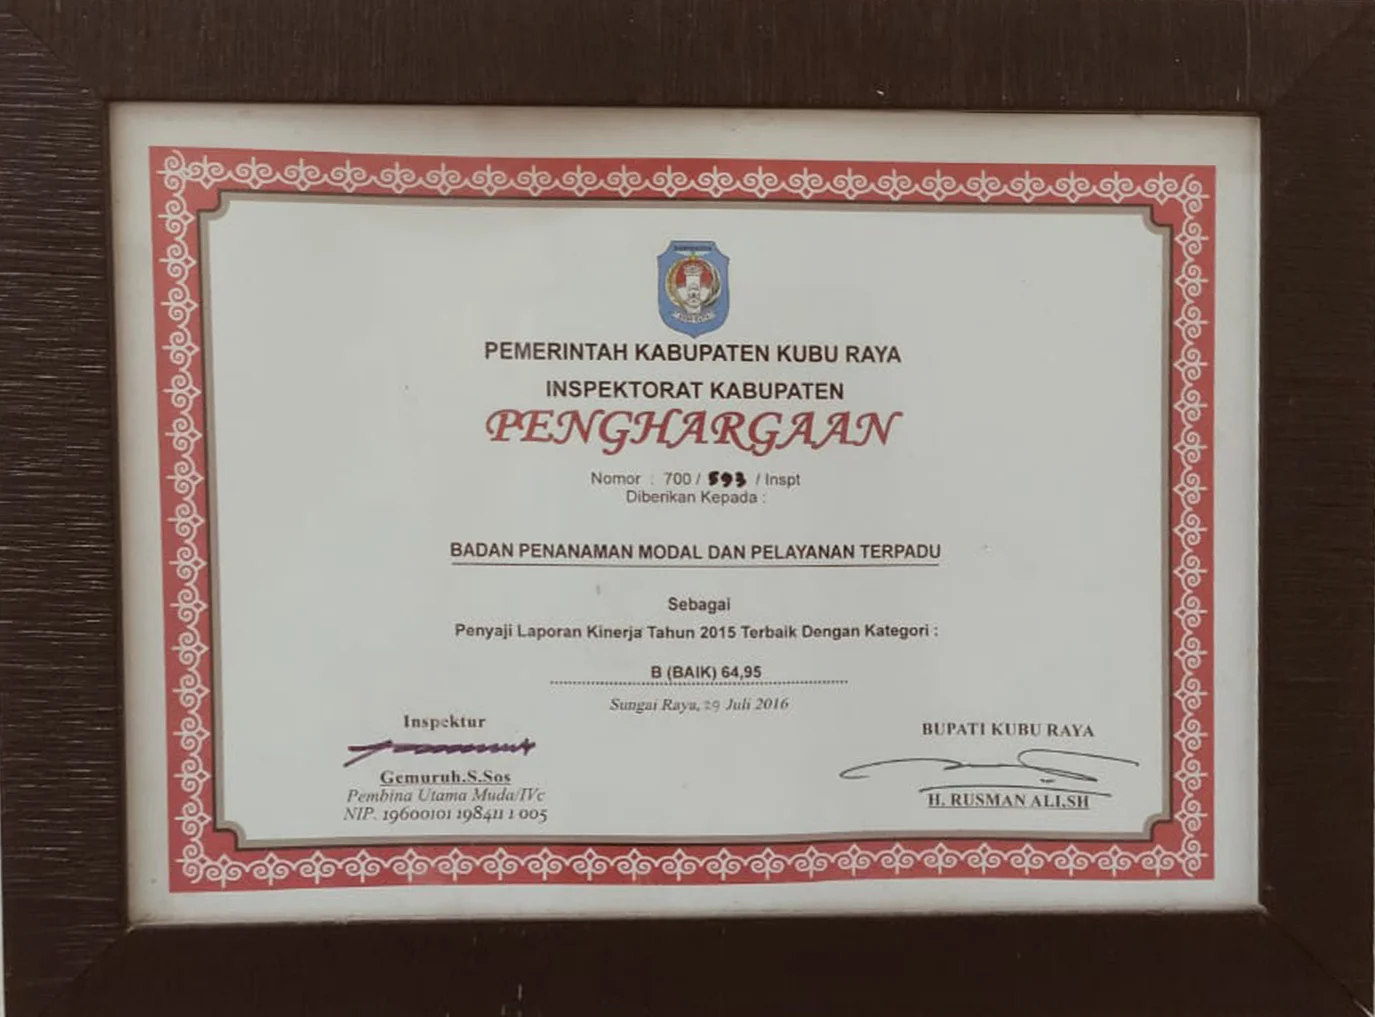 PEMERINTAH KABUPATEN KUBU RAYA
INSPEKTORAT KABUPATEN
PENGHARGAAN
Nomor : 700 / 593 / Inspt
Diberikan Kepada :
BADAN PENANAMAN MODAL DAN PELAYANAN TERPADU
Sebagai
Penyaji Laporan Kinerja Tahun 2015 Terbaik Dengan Kategori :
B (BAIK) 64,95
Sungai Raya, 29 Juli 2016
Inspektur
Gemuruh.S.Sos
Pembina Utama Muda/IVc
NIP. 19600101 198411 1 005
BUPATI KUBU RAYA
H. RUSMAN ALI,SH